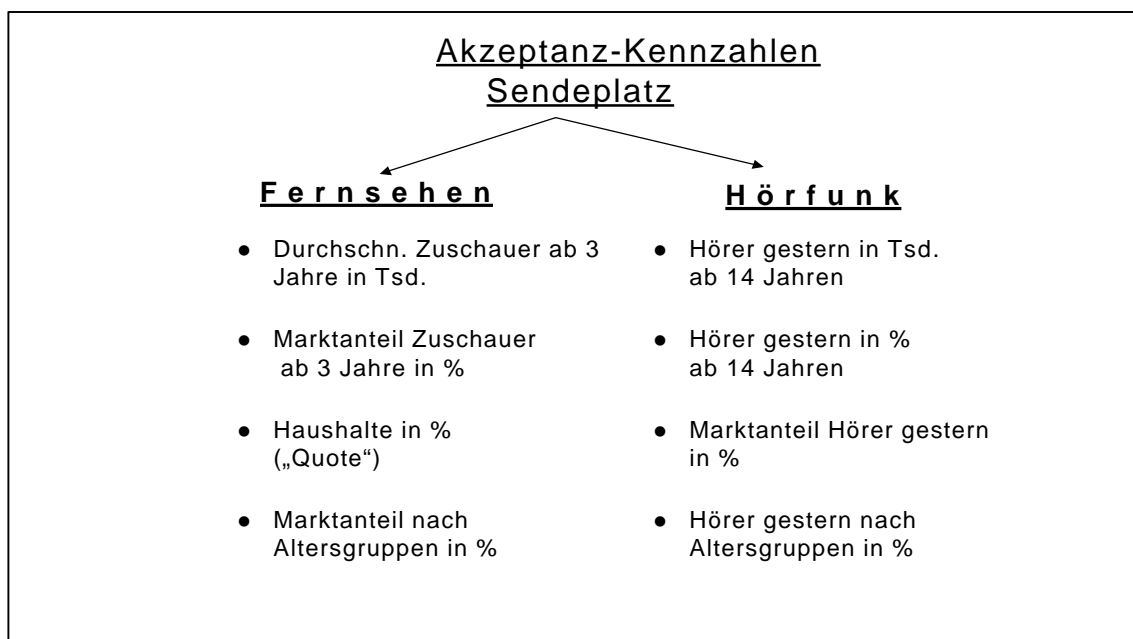 Akzeptanz-Kennzahlen
Sendeplatz
Fernsehen
● Durchschn. Zuschauer ab 3
Jahre in Tsd.
● Marktanteil Zuschauer
ab 3 Jahre in %
● Haushalte in %
(„Quote“)
● Marktanteil nach
Altersgruppen in %
Hörfunk
● Hörer gestern in Tsd.
ab 14 Jahren
● Hörer gestern in %
ab 14 Jahren
● Marktanteil Hörer gestern
in %
● Hörer gestern nach
Altersgruppen in %